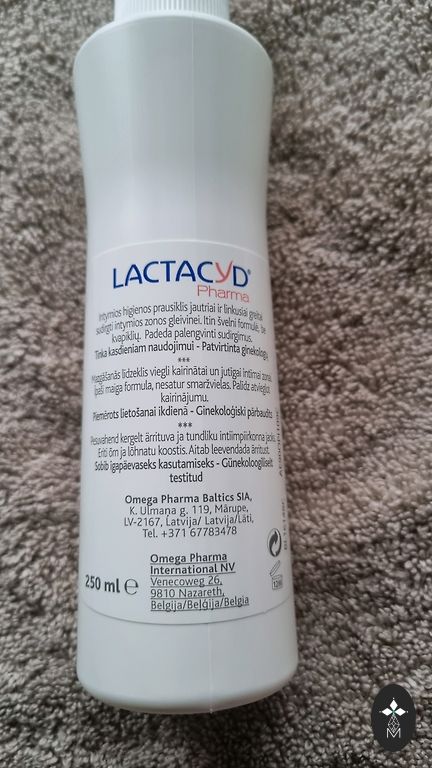 LACTACYD®
Pharma
Intymios higienos prausiklis jautriai ir linkusiai greitai
sudirgti intymios zonos gleivinei. Itin švelni formulė, be
kvapiklių. Padeda palengvinti sudirgimus.
Tinka kasdieniam naudojimui - Patvirtinta ginekologų
***
Mazgāšanās līdzeklis viegli kairinātai un jutīgai intīmai zonai.
Īpaši maiga formula, nesatur smaržvielas. Palīdz atvieglot
kairinājumu.
Piemērots lietošanai ikdienā - Ginekoloģiski pārbaudīts
***
Pesuvahend kergelt ärrituva ja tundliku intiimpiirkonna jaoks.
Eriti õrn ja lõhnatu koostis. Aitab leevendada ärritust.
Sobib igapäevaseks kasutamiseks - Günekoloogiliselt
testitud
Omega Pharma Baltics SIA,
K. Ulmaņa g. 119, Mārupe,
LV-2167, Latvija/ Latvija/Läti,
Tel. +371 67783478
Omega Pharma
International NV
Venecoweg 26,
9810 Nazareth,
Belgija/Beļģija/Belgia
250 ml e
12M
M